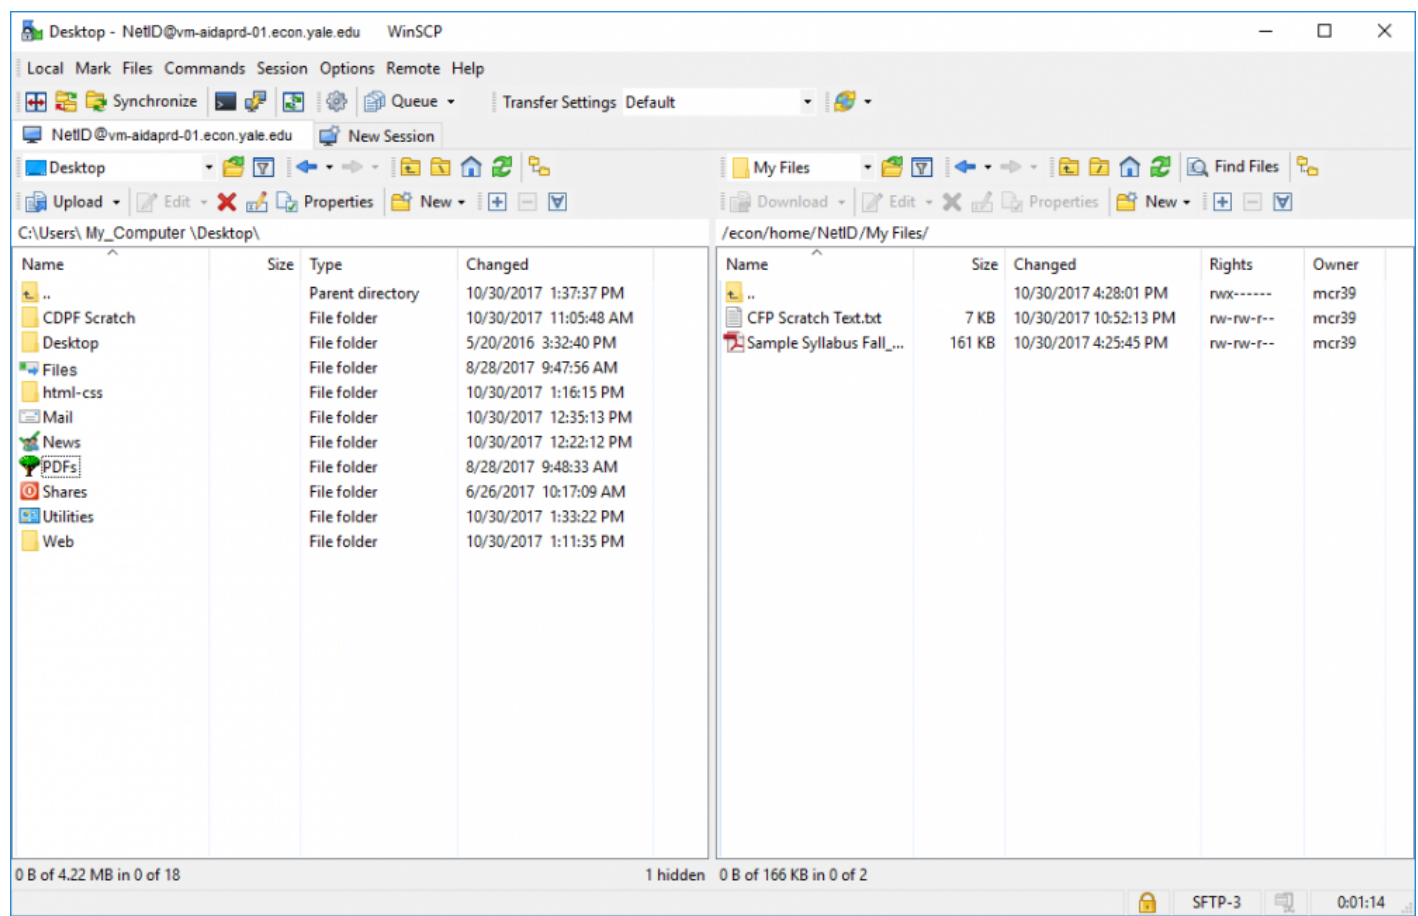 Desktop - NetID@vm-aidaprd-01.econ.yale.edu WinSCP
Local Mark Files Commands Session Options Remote Help
Synchronize Queue Transfer Settings Default
NetID@vm-aidaprd-01.econ.yale.edu New Session
Desktop My Files Find Files
Upload Edit Properties New Download Edit Properties New
C:\Users\ My_Computer \Desktop\ /econ/home/NetID/My Files/
Name Size Type Changed Name Size Changed Rights Owner
.. Parent directory 10/30/2017 1:37:37 PM .. 10/30/2017 4:28:01 PM rwx------ mcr39
CDPF Scratch File folder 10/30/2017 11:05:48 AM CFP Scratch Text.txt 7 KB 10/30/2017 10:52:13 PM rw-rw-r-- mcr39
Desktop File folder 5/20/2016 3:32:40 PM Sample Syllabus Fall_... 161 KB 10/30/2017 4:25:45 PM rw-rw-r-- mcr39
Files File folder 8/28/2017 9:47:56 AM
html-css File folder 10/30/2017 1:16:15 PM
Mail File folder 10/30/2017 12:35:13 PM
News File folder 10/30/2017 12:22:12 PM
PDFs File folder 8/28/2017 9:48:33 AM
Shares File folder 6/26/2017 10:17:09 AM
Utilities File folder 10/30/2017 1:33:22 PM
Web File folder 10/30/2017 1:11:35 PM
0 B of 4.22 MB in 0 of 18 1 hidden 0 B of 166 KB in 0 of 2
SFTP-3 0:01:14